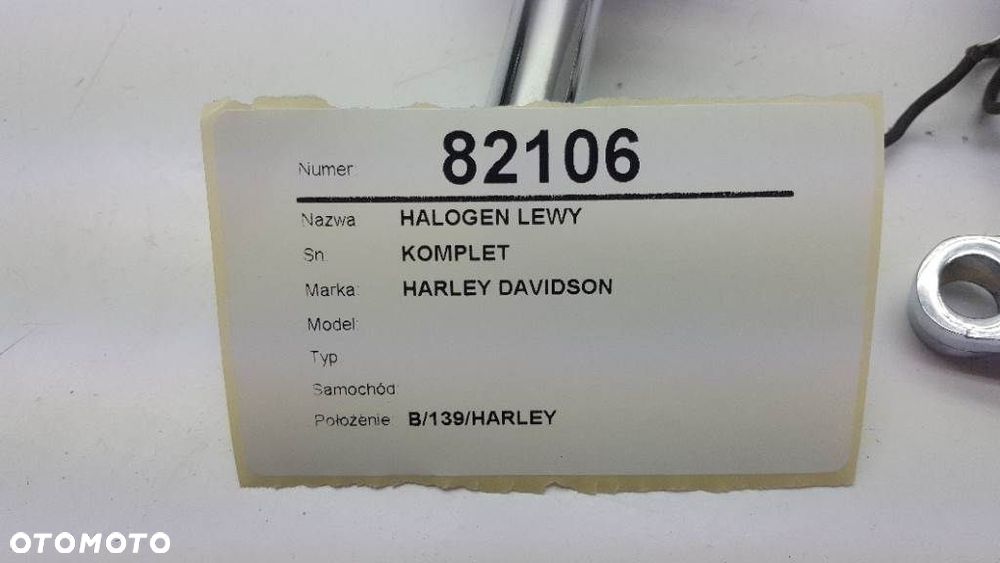 Numer: 82106
Nazwa HALOGEN LEWY
Sn KOMPLET
Marka: HARLEY DAVIDSON
Model:
Typ
Samochód:
Położenie: B/139/HARLEY
OTOMOTO